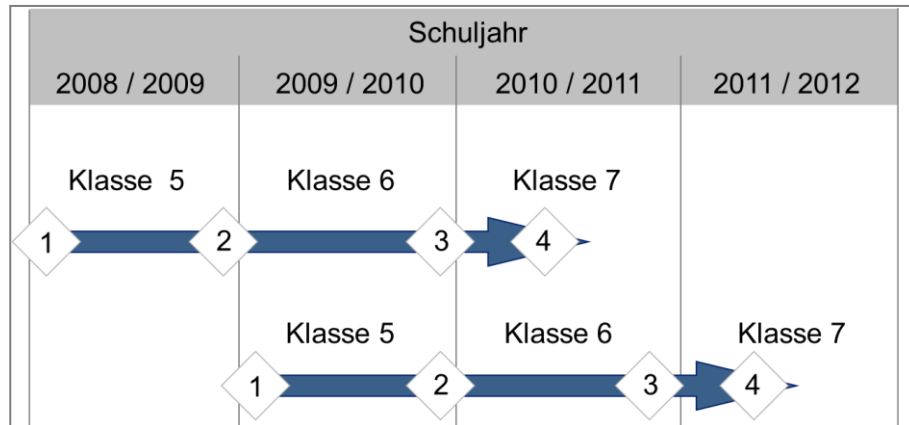 Schuljahr
2008 / 2009 2009 / 2010 2010 / 2011 2011 / 2012
Klasse 5 Klasse 6 Klasse 7
1 2 3 4
Klasse 5 Klasse 6 Klasse 7
1 2 3 4